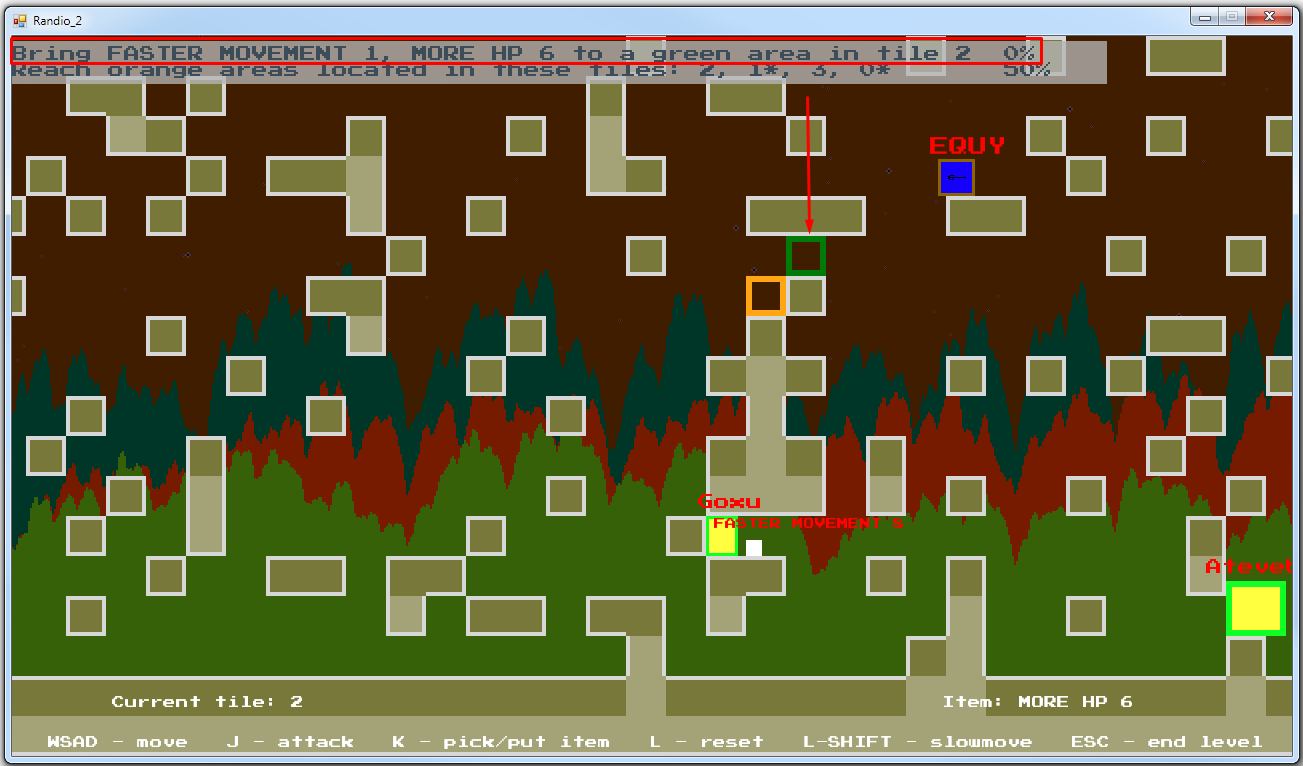 Randio_2
Bring FASTER MOVEMENT 1, MORE HP 6 to a green area in tile 2 0%
Reach orange areas located in these tiles: 2, 1*, 3, 0* 50%
EQUY
Goxu
FASTER MOVEMENT 8
Atevet
Current tile: 2 Item: MORE HP 6
WSAD - move J - attack K - pick/put item L - reset L-SHIFT - slowmove ESC - end level